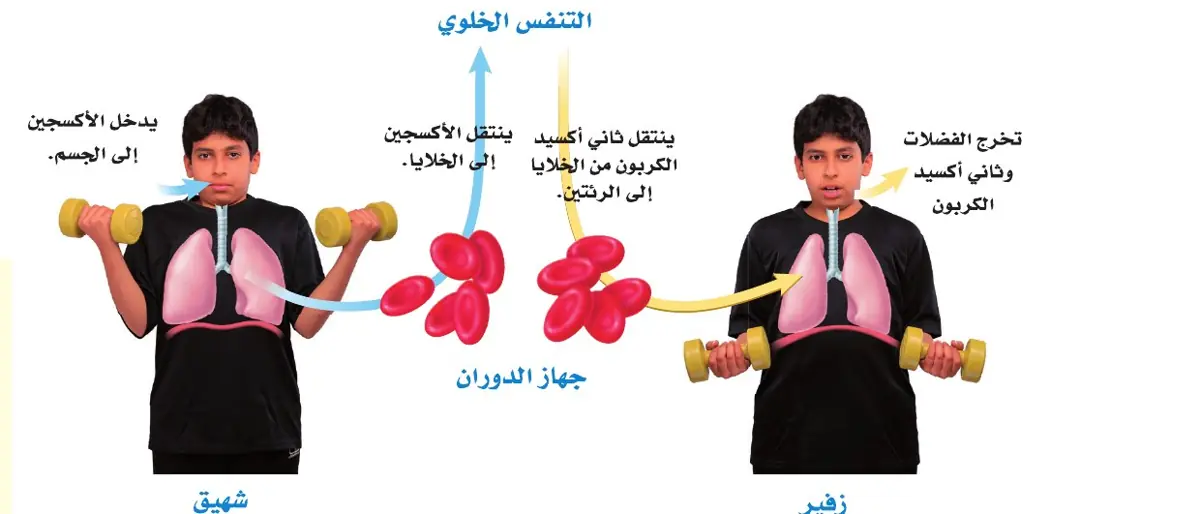 التنفس الخلوي
يدخل الأكسجين
إلى الجسم.
ينتقل الأكسجين
إلى الخلايا.
ينتقل ثاني أكسيد
الكربون من الخلايا
إلى الرئتين.
تخرج الفضلات
وثاني أكسيد
الكربون
جهاز الدوران
شهيق
زفير